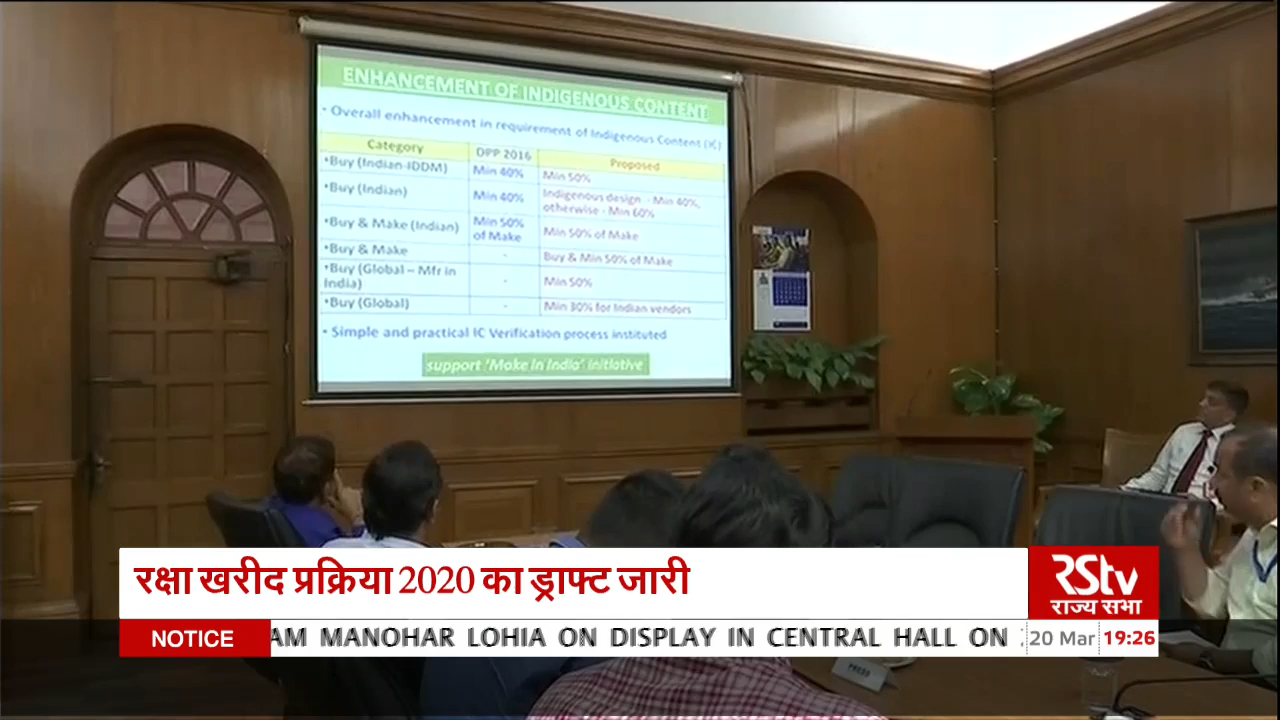 ENHANCEMENT OF INDIGENOUS CONTENT
• Overall enhancement in requirement of Indigenous Content (IC)
Category DPP 2016 Proposed
•Buy (Indian-IDDM) Min 40% Min 50%
•Buy (Indian) Min 40% Indigenous design - Min 40%,
otherwise - Min 60%
•Buy & Make (Indian) Min 50% Min 50% of Make
of Make
•Buy & Make - Buy & Min 50% of Make
•Buy (Global – Mfr in - Min 50%
India)
•Buy (Global) - Min 30% for Indian vendors
• Simple and practical IC Verification process instituted
support 'Make in India' initiative
रक्षा खरीद प्रक्रिया 2020 का ड्राफ्ट जारी
RStv
राज्य सभा
NOTICE AM MANOHAR LOHIA ON DISPLAY IN CENTRAL HALL ON 20 Mar 19:26
PRESS